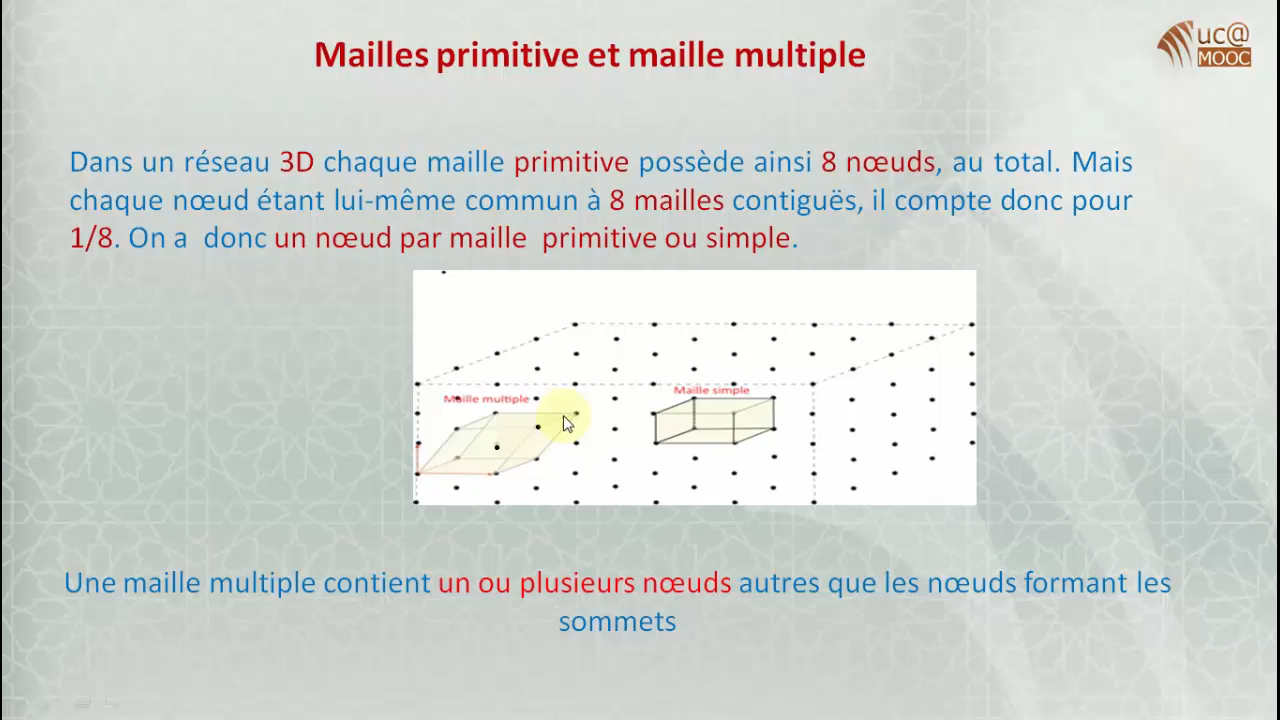 Mailles primitive et maille multiple
uc@
MOOC
Dans un réseau 3D chaque maille primitive possède ainsi 8 nœuds, au total. Mais
chaque nœud étant lui-même commun à 8 mailles contiguës, il compte donc pour
1/8. On a donc un nœud par maille primitive ou simple.
Maille multiple
Maille simple
Une maille multiple contient un ou plusieurs nœuds autres que les nœuds formant les
sommets